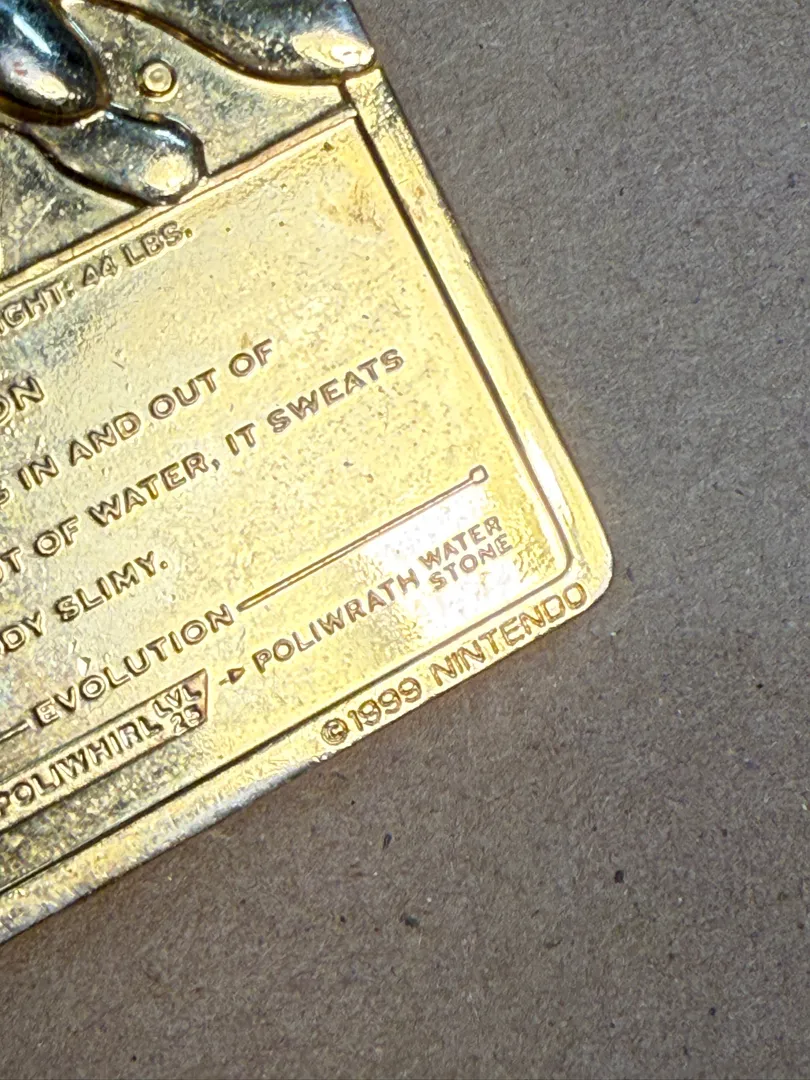 IGHT: 44 LBS.
ON
S IN AND OUT OF
T OF WATER, IT SWEATS
DY SLIMY.
EVOLUTION
POLIWHIRL LVL 25
POLIWRATH WATER STONE
©1999 NINTENDO